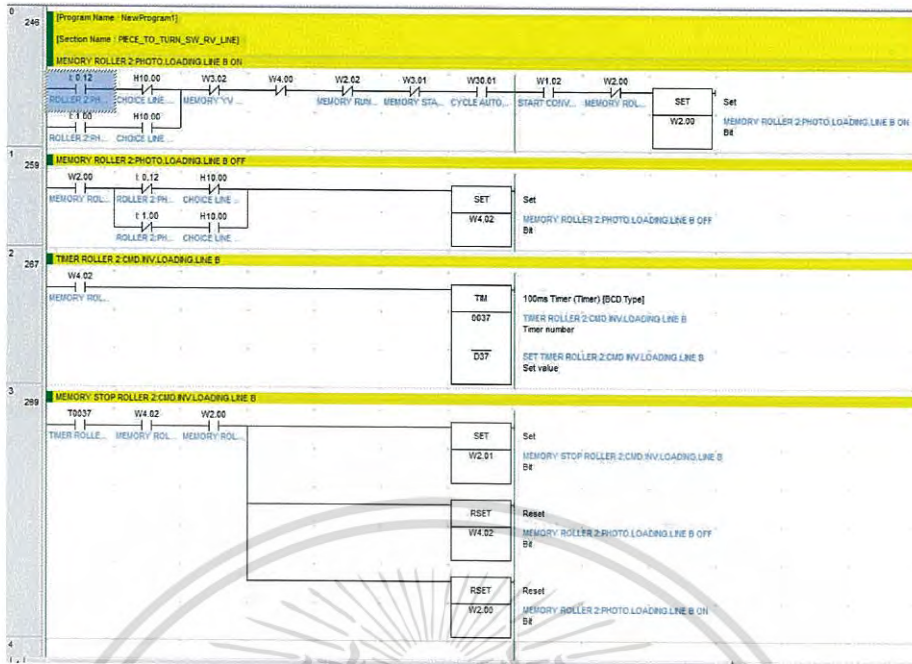 0
246
[Program Name : NewProgram1]
[Section Name : PIECE_TO_TURN_SW_RV_LINE]
MEMORY ROLLER 2:PHOTO.LOADING.LINE B ON
I: 0.12 H10.00 W3.02 W4.00 W2.02 W3.01 W30.01 W1.02 W2.00
ROLLER 2:PH... CHOICE LINE ... MEMORY YV ... MEMORY RUN... MEMORY STA... CYCLE AUTO... START CONV... MEMORY ROL...
SET Set
W2.00 MEMORY ROLLER 2:PHOTO.LOADING.LINE B ON
Bit
I: 1.00 H10.00
ROLLER 2:PH... CHOICE LINE ...
1
259
MEMORY ROLLER 2:PHOTO.LOADING.LINE B OFF
W2.00 I: 0.12 H10.00
MEMORY ROL... ROLLER 2:PH... CHOICE LINE ...
SET Set
W4.02 MEMORY ROLLER 2:PHOTO.LOADING.LINE B OFF
Bit
I: 1.00 H10.00
ROLLER 2:PH... CHOICE LINE ...
2
267
TIMER ROLLER 2:CMD.INV.LOADING.LINE B
W4.02
MEMORY ROL...
TIM 100ms Timer (Timer) [BCD Type]
0037 TIMER ROLLER 2:CMD.INV.LOADING.LINE B
Timer number
D37 SET TIMER ROLLER 2:CMD.INV.LOADING.LINE B
Set value
3
269
MEMORY STOP ROLLER 2:CMD.INV.LOADING.LINE B
T0037 W4.02 W2.00
TIMER ROLLE... MEMORY ROL... MEMORY ROL...
SET Set
W2.01 MEMORY STOP ROLLER 2:CMD.INV.LOADING.LINE B
Bit
RSET Reset
W4.02 MEMORY ROLLER 2:PHOTO.LOADING.LINE B OFF
Bit
RSET Reset
W2.00 MEMORY ROLLER 2:PHOTO.LOADING.LINE B ON
Bit
4